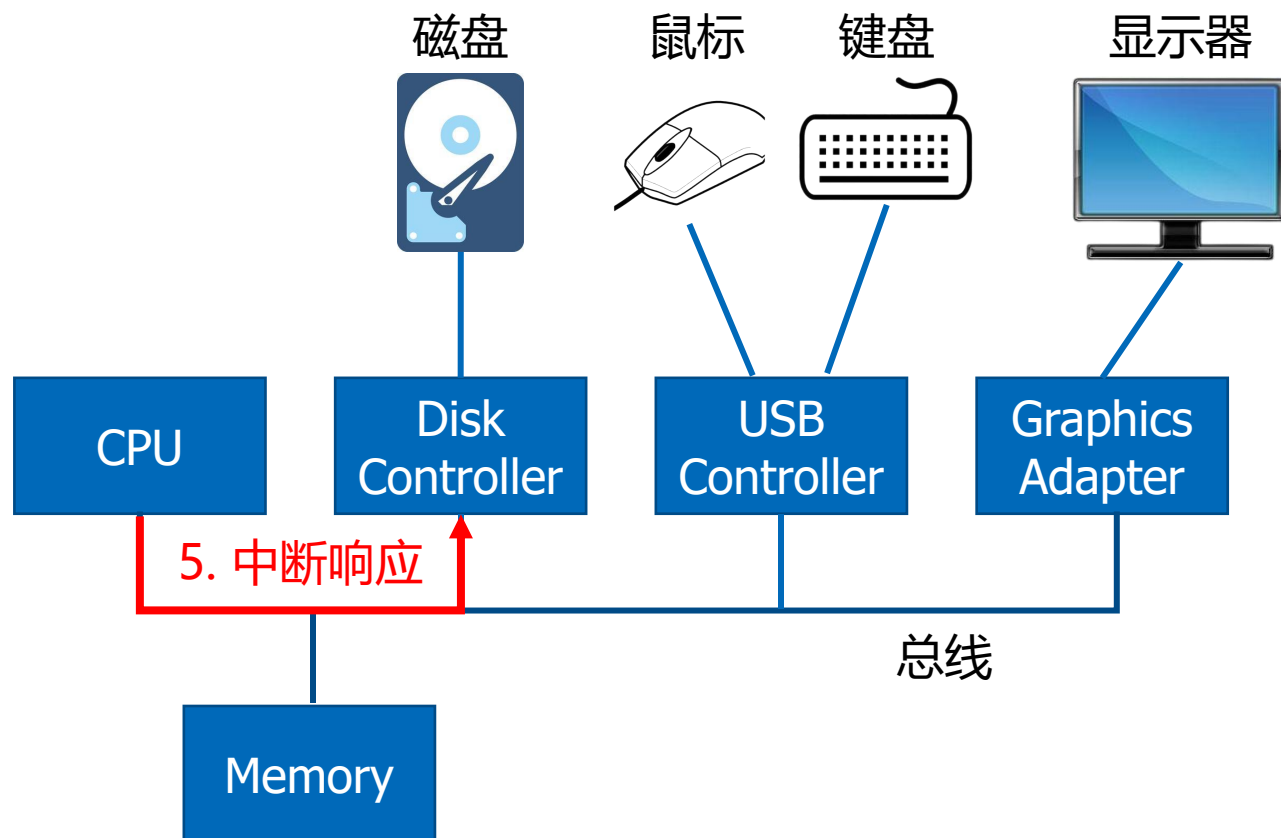 磁盘
鼠标
键盘
显示器
CPU
Disk
Controller
USB
Controller
Graphics
Adapter
5. 中断响应
总线
Memory